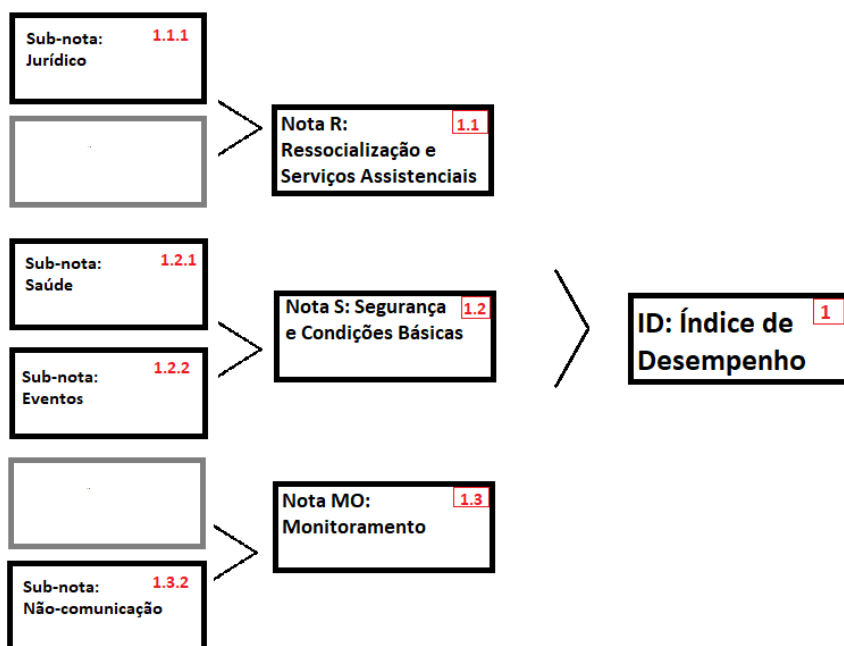 Sub-nota: 1.1.1
Jurídico
Nota R: 1.1
Ressocialização e
Serviços Assistenciais
Sub-nota: 1.2.1
Saúde
Sub-nota: 1.2.2
Eventos
Nota S: Segurança 1.2
e Condições Básicas
ID: Índice de 1
Desempenho
Nota MO: 1.3
Monitoramento
Sub-nota: 1.3.2
Não-comunicação